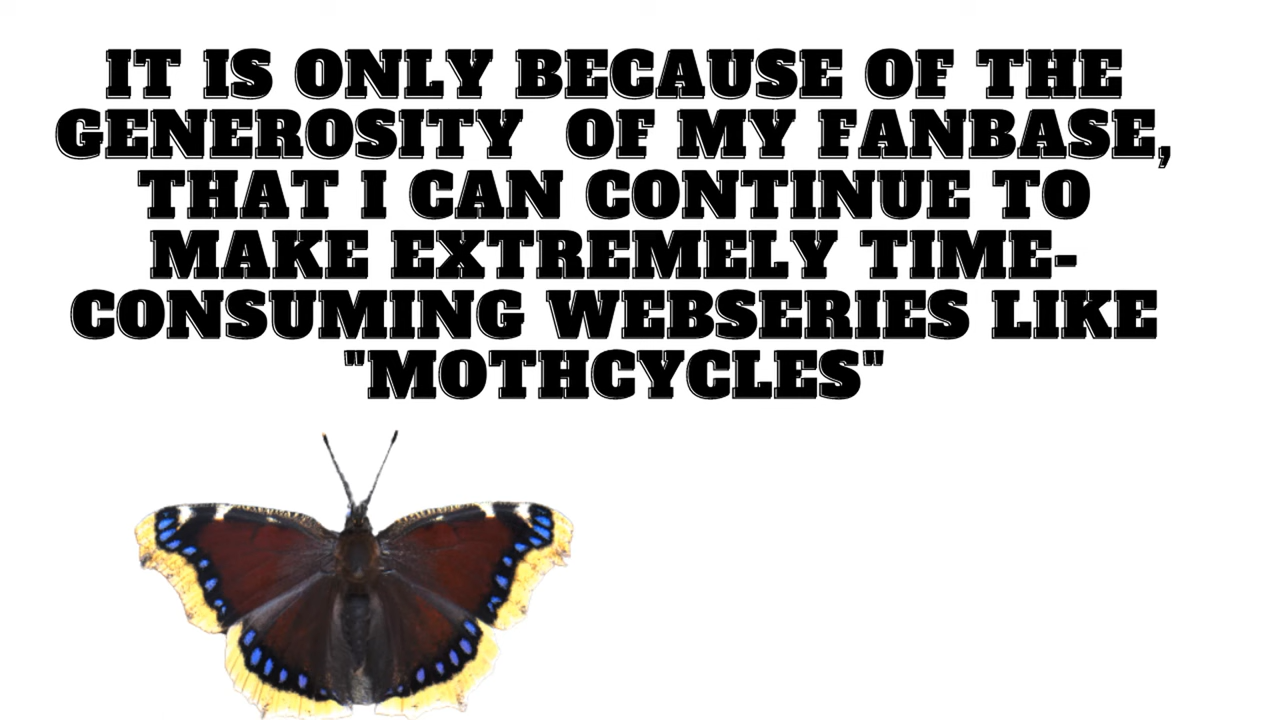 IT IS ONLY BECAUSE OF THE
GENEROSITY  OF MY FANBASE,
THAT I CAN CONTINUE TO
MAKE EXTREMELY TIME-
CONSUMING WEBSERIES LIKE
"MOTHCYCLES"